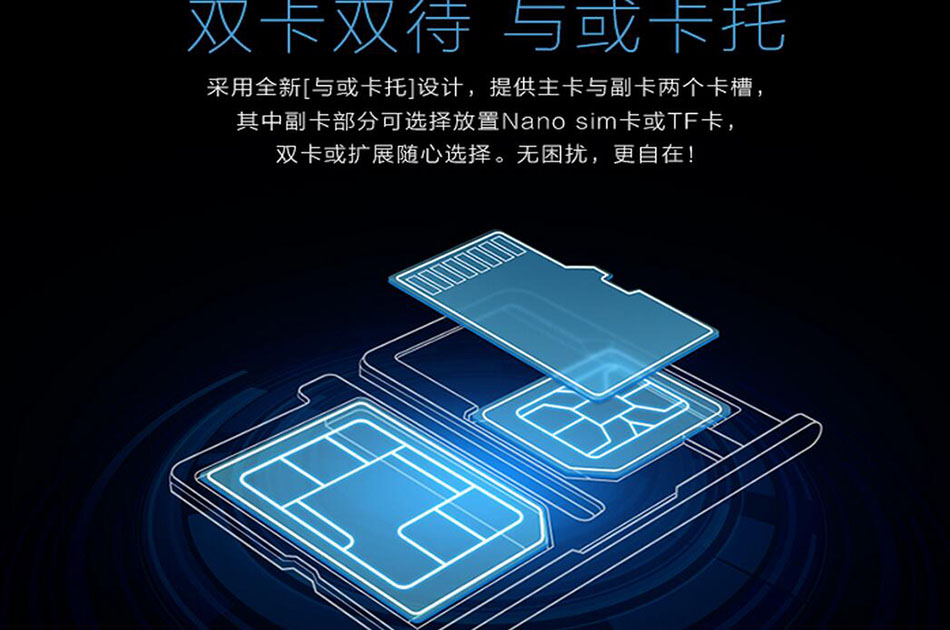 双卡双待 与或卡托
采用全新[与或卡托]设计，提供主卡与副卡两个卡槽，
其中副卡部分可选择放置Nano sim卡或TF卡，
双卡或扩展随心选择。无困扰，更自在！